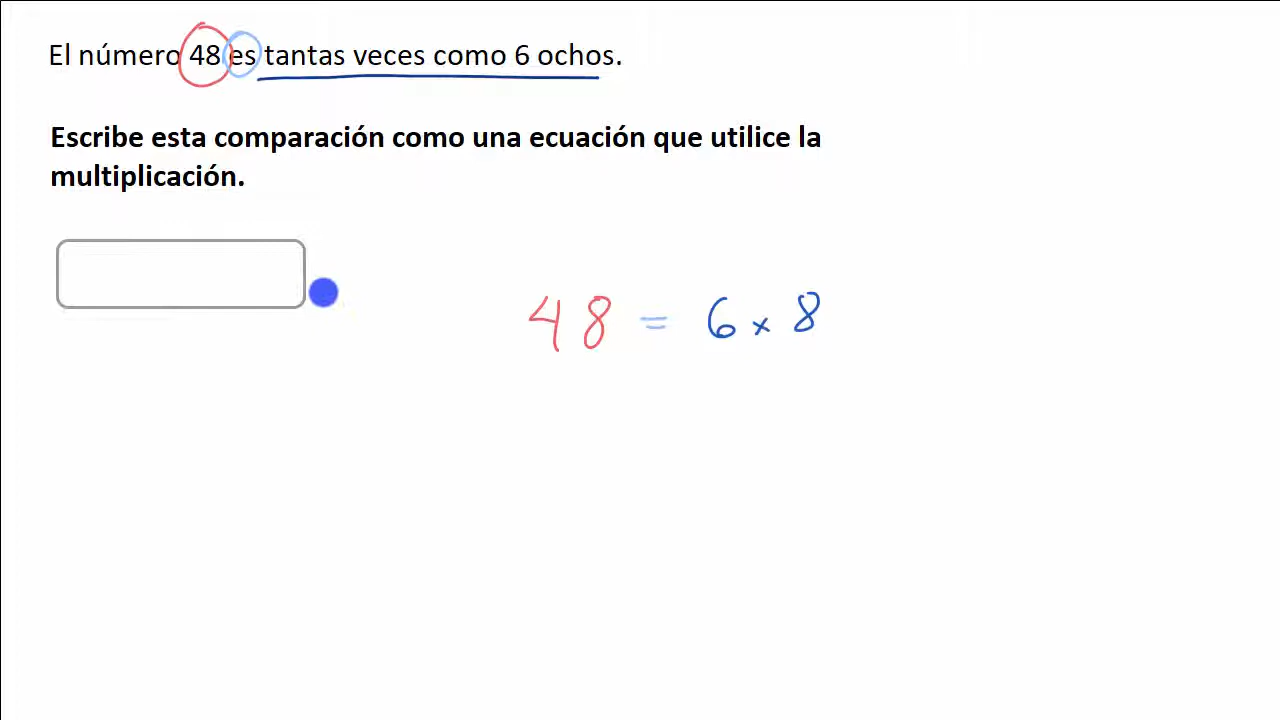 El número 48 es tantas veces como 6 ochos.
Escribe esta comparación como una ecuación que utilice la
multiplicación.
48 = 6 x 8